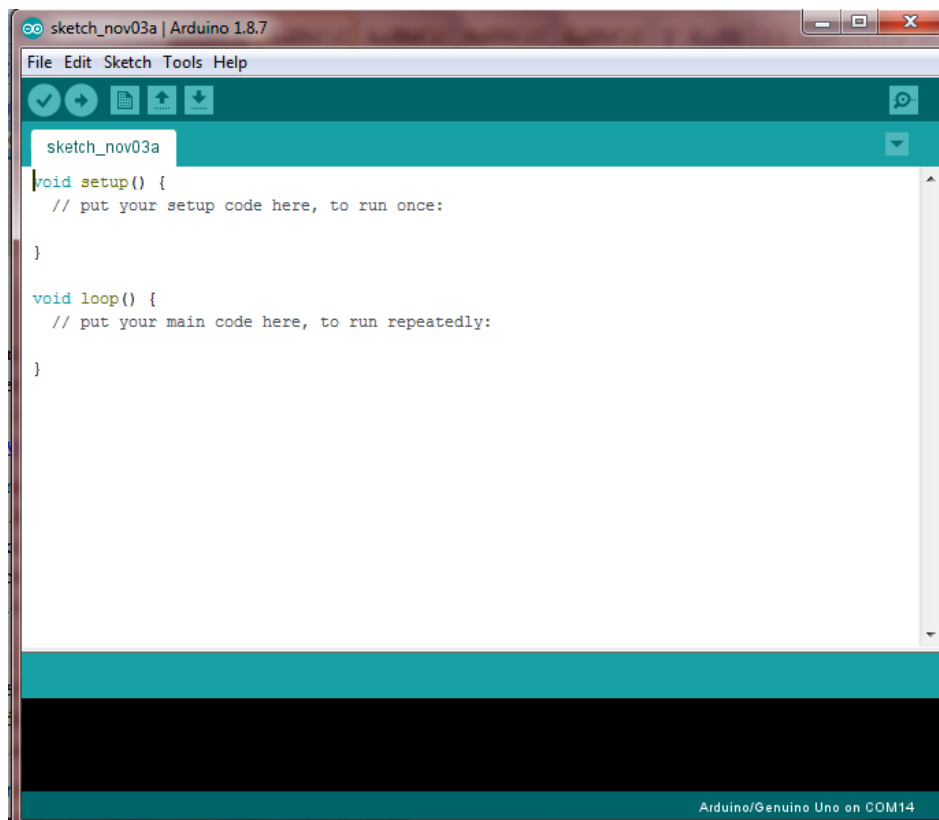 sketch_nov03a | Arduino 1.8.7
File Edit Sketch Tools Help
sketch_nov03a
void setup() {
  // put your setup code here, to run once:
}
void loop() {
  // put your main code here, to run repeatedly:
}
Arduino/Genuino Uno on COM14